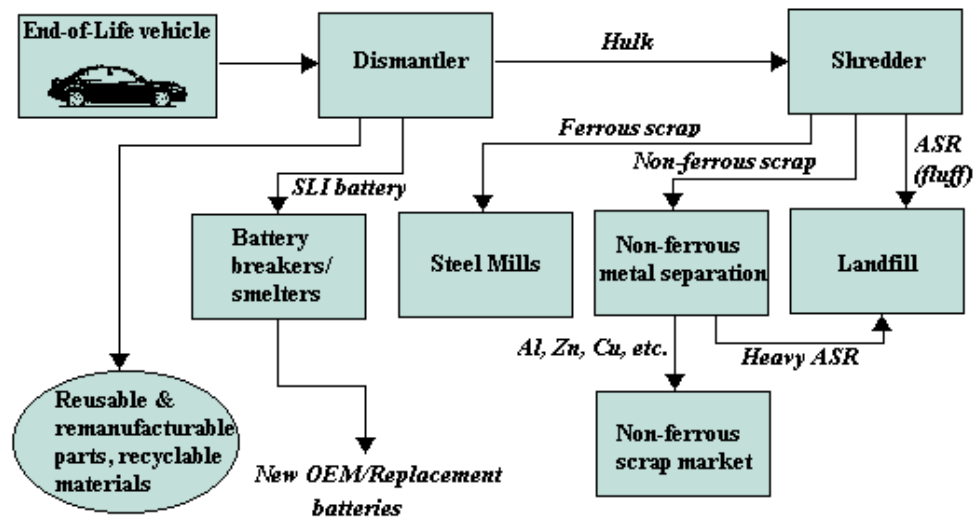 End-of-Life vehicle
Dismantler
Hulk
Shredder
Ferrous scrap
Non-ferrous scrap
ASR
(fluff)
SLI battery
Battery
breakers/
smelters
Steel Mills
Non-ferrous
metal separation
Landfill
Al, Zn, Cu, etc.
Heavy ASR
Reusable &
remanufacturable
parts, recyclable
materials
New OEM/Replacement
batteries
Non-ferrous
scrap market